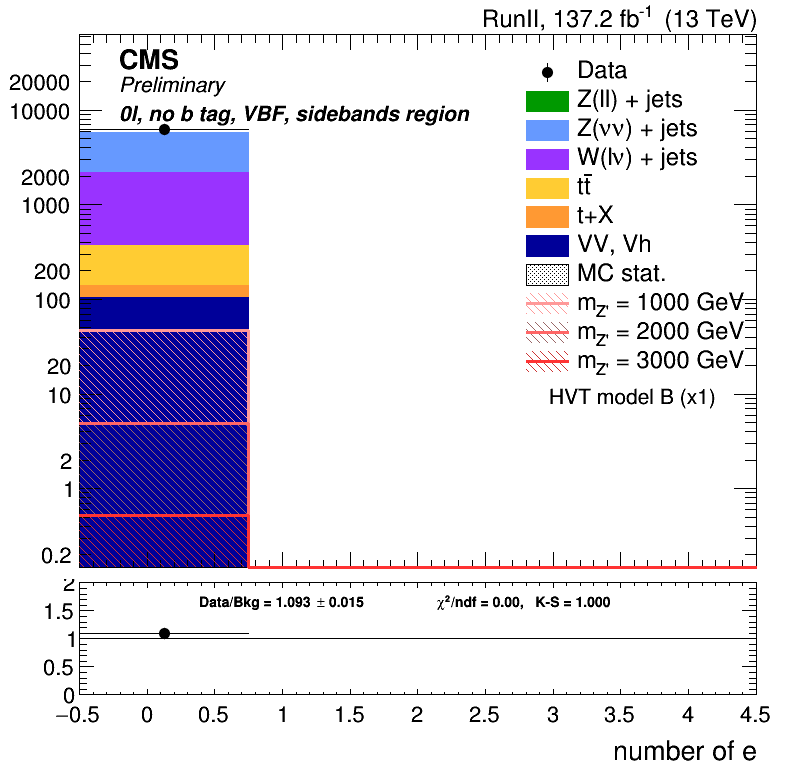 RunII, 137.2 fb⁻¹ (13 TeV)
CMS
Preliminary
0l, no b tag, VBF, sidebands region
Data
Z(ll) + jets
Z(νν) + jets
W(lν) + jets
tt̄
t+X
VV, Vh
MC stat.
m_Z' = 1000 GeV
m_Z' = 2000 GeV
m_Z' = 3000 GeV
HVT model B (x1)
20000
10000
2000
1000
200
100
20
10
2
1
0.2
Data/Bkg = 1.093 ± 0.015 χ²/ndf = 0.00, K-S = 1.000
2
1.5
1
0.5
0
−0.5 0 0.5 1 1.5 2 2.5 3 3.5 4 4.5
number of e